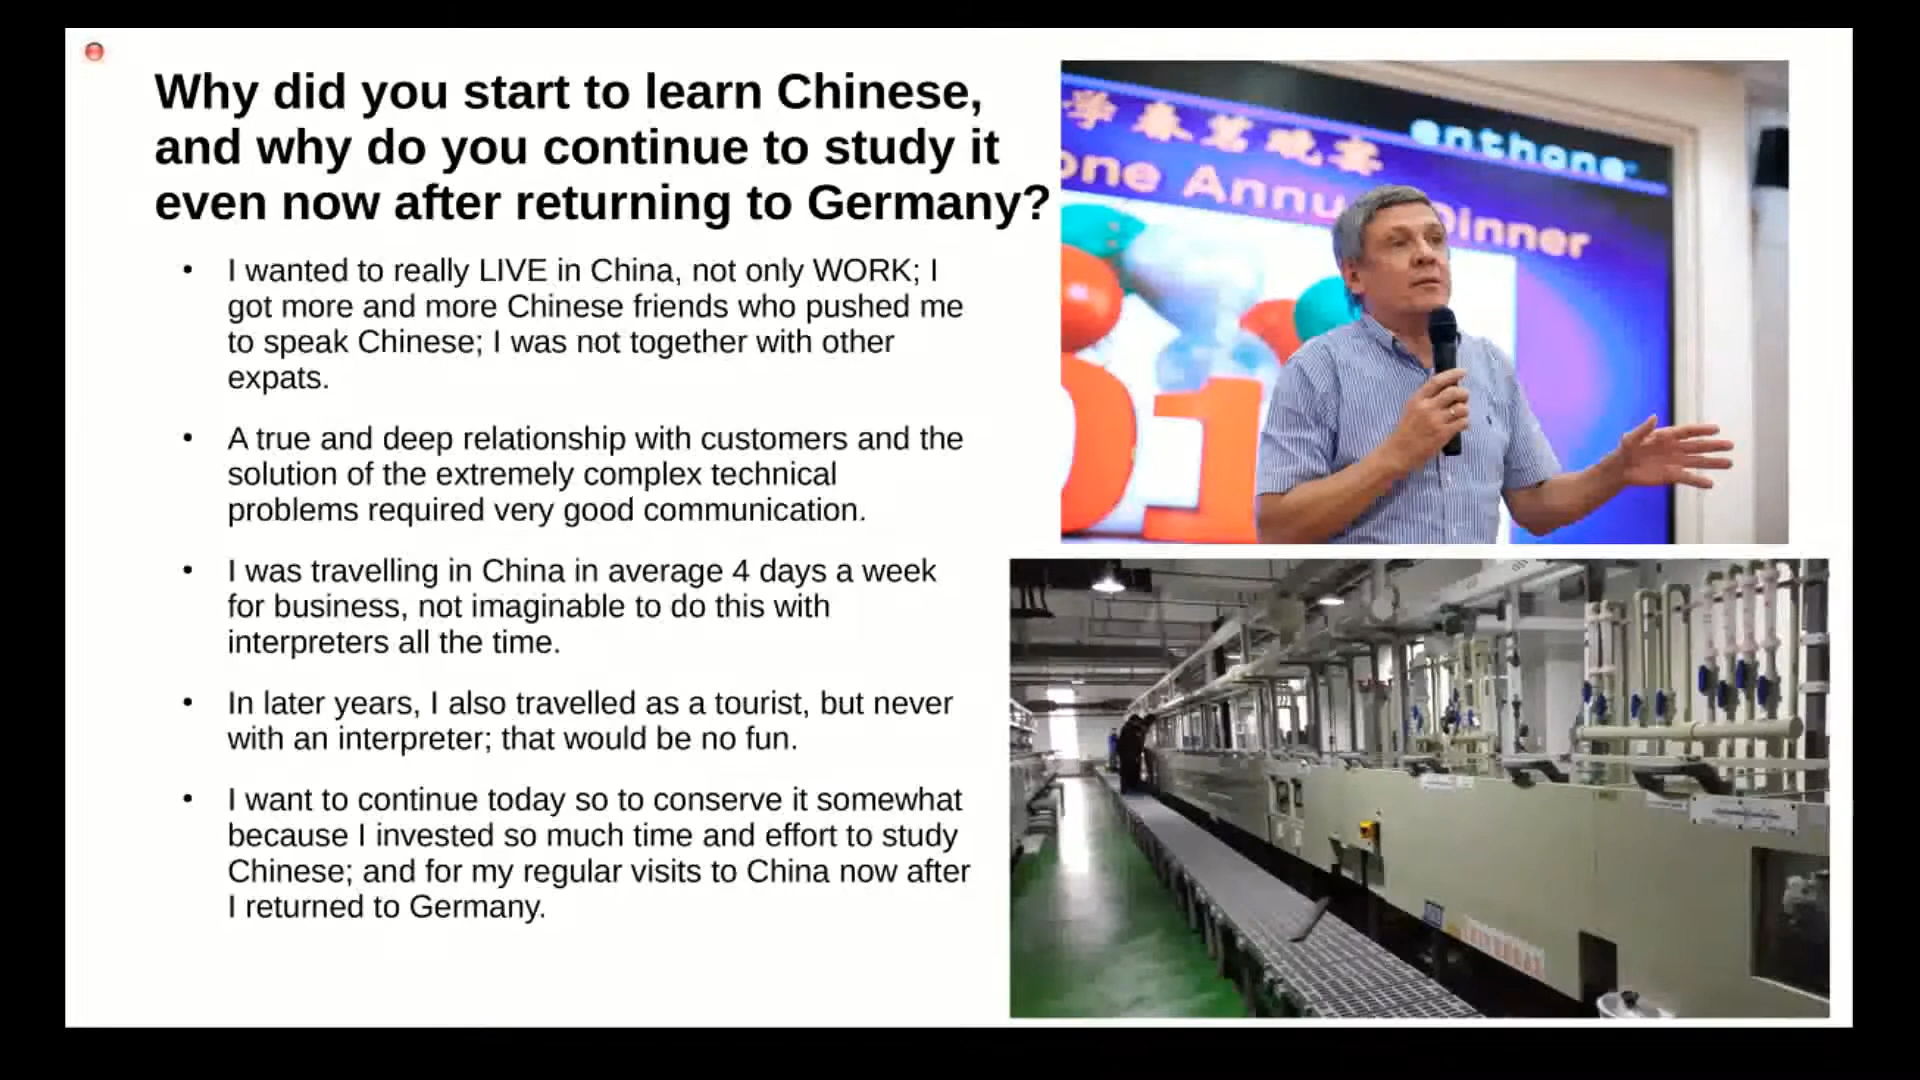 Why did you start to learn Chinese,
and why do you continue to study it
even now after returning to Germany?
• I wanted to really LIVE in China, not only WORK; I
got more and more Chinese friends who pushed me
to speak Chinese; I was not together with other
expats.
• A true and deep relationship with customers and the
solution of the extremely complex technical
problems required very good communication.
• I was travelling in China in average 4 days a week
for business, not imaginable to do this with
interpreters all the time.
• In later years, I also travelled as a tourist, but never
with an interpreter; that would be no fun.
• I want to continue today so to conserve it somewhat
because I invested so much time and effort to study
Chinese; and for my regular visits to China now after
I returned to Germany.
学春茗晚宴
enthone
one Annu Dinner
01